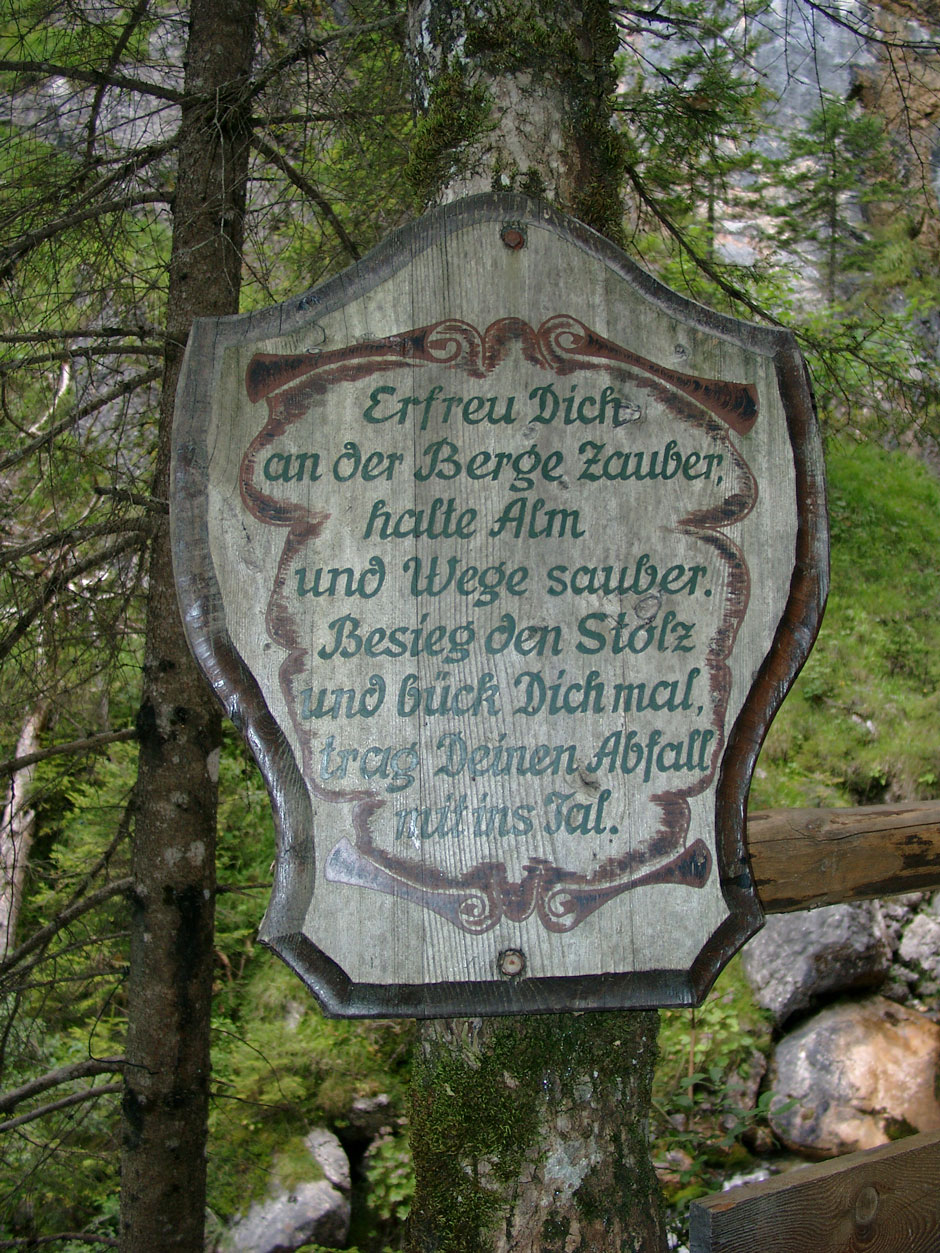 Erfreu Dich
an der Berge Zauber,
halte Alm
und Wege sauber.
Besieg den Stolz
und bück Dich mal,
trag Deinen Abfall
mit ins Tal.